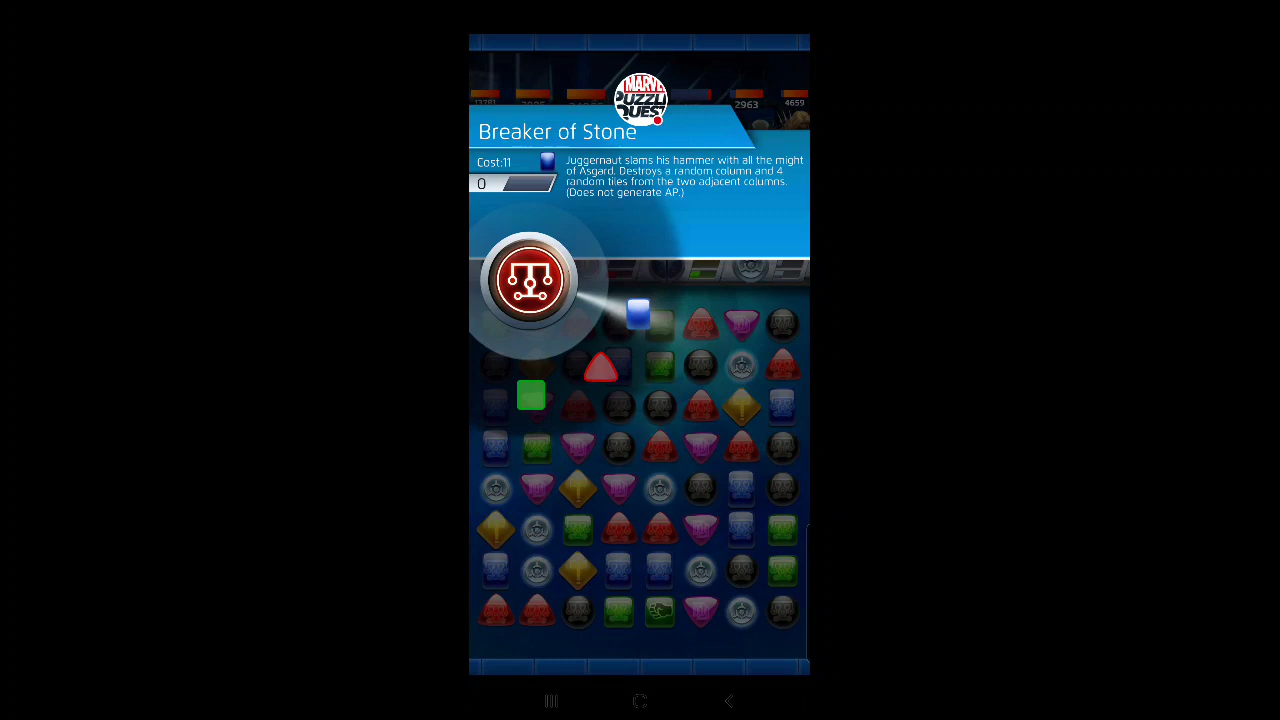 13781
2963
4659
MARVEL
PUZZLE
QUEST
Breaker of Stone
Cost:11
0
Juggernaut slams his hammer with all the might
of Asgard. Destroys a random column and 4
random tiles from the two adjacent columns.
(Does not generate AP.)